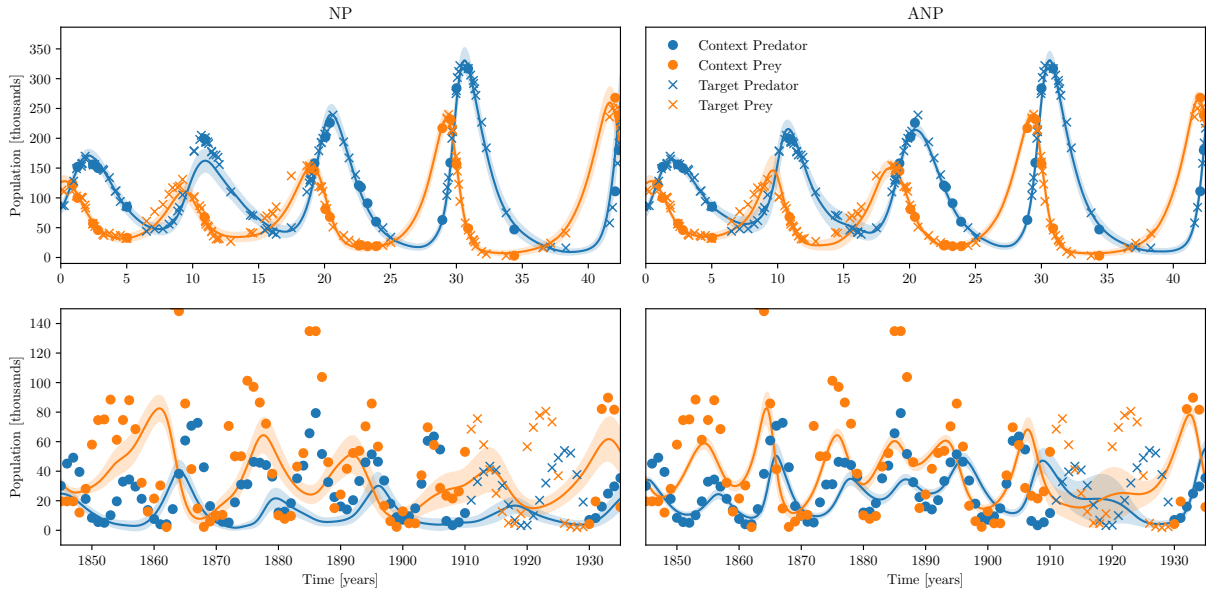 NP
ANP
Population [thousands]
350
300
250
200
150
100
50
0
0 5 10 15 20 25 30 35 40
Context Predator
Context Prey
Target Predator
Target Prey
0 5 10 15 20 25 30 35 40
Population [thousands]
140
120
100
80
60
40
20
0
1850 1860 1870 1880 1890 1900 1910 1920 1930
Time [years]
1850 1860 1870 1880 1890 1900 1910 1920 1930
Time [years]